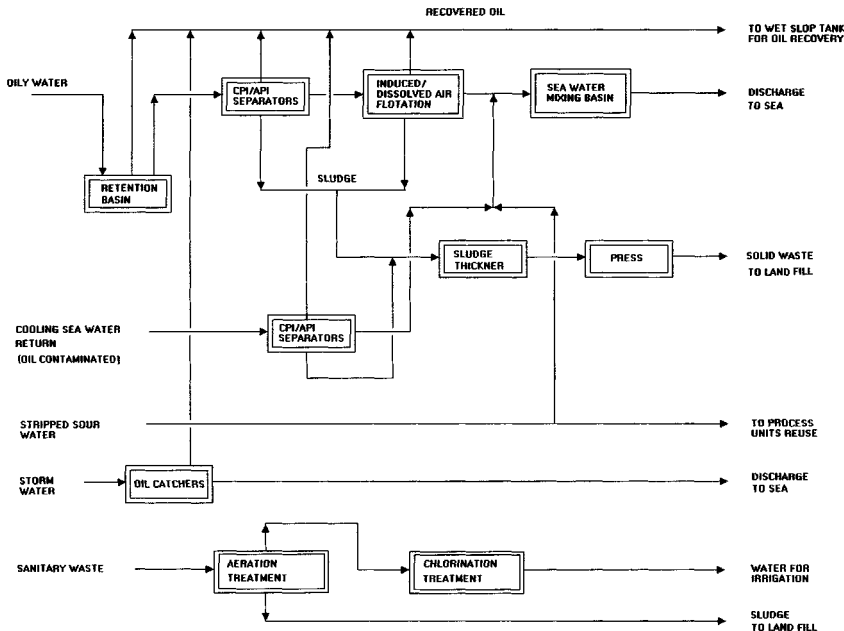 RECOVERED OIL
TO WET SLOP TANK
FOR OIL RECOVERY
OILY WATER
CPI/API
SEPARATORS
INDUCED/
DISSOLVED AIR
FLOTATION
SEA WATER
MIXING BASIN
DISCHARGE
TO SEA
RETENTION
BASIN
SLUDGE
SLUDGE
THICKNER
PRESS
SOLID WASTE
TO LAND FILL
COOLING SEA WATER
RETURN
(OIL CONTAMINATED)
CPI/API
SEPARATORS
STRIPPED SOUR
WATER
TO PROCESS
UNITS REUSE
STORM
WATER
OIL CATCHERS
DISCHARGE
TO SEA
SANITARY WASTE
AERATION
TREATMENT
CHLORINATION
TREATMENT
WATER FOR
IRRIGATION
SLUDGE
TO LAND FILL